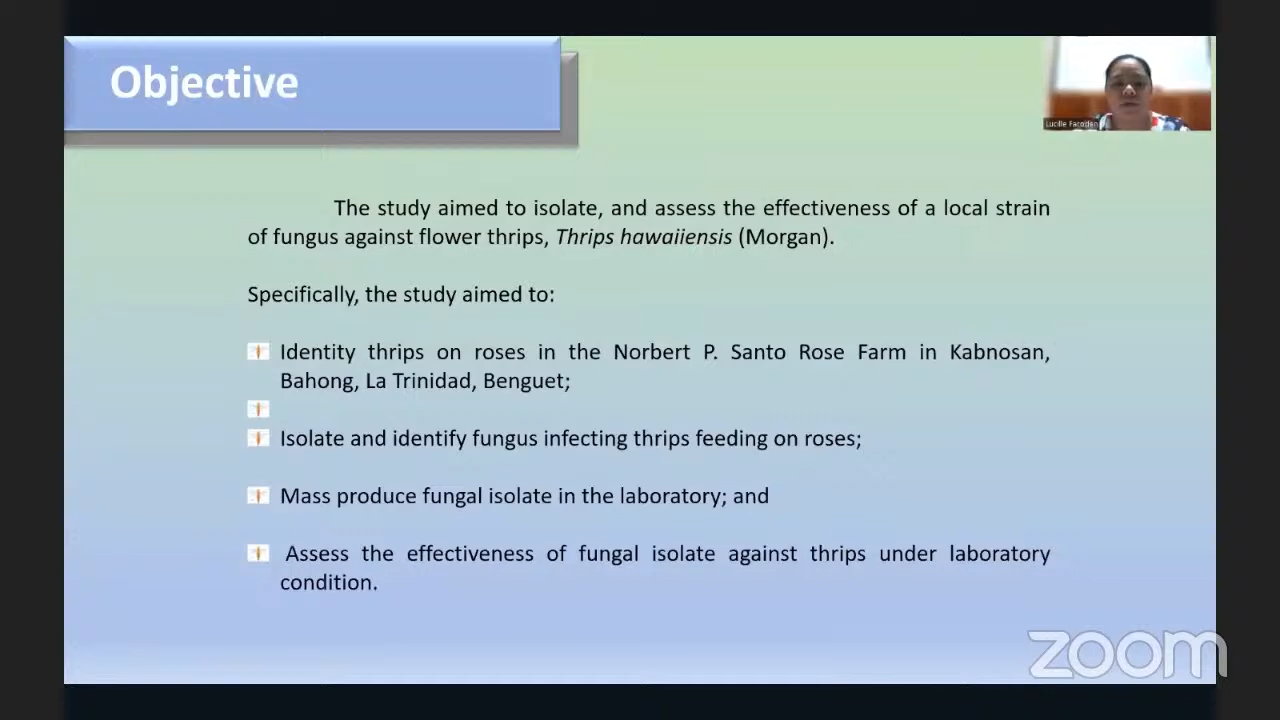 Objective
Lucille Faroden
The study aimed to isolate, and assess the effectiveness of a local strain
of fungus against flower thrips, Thrips hawaiiensis (Morgan).
Specifically, the study aimed to:
Identity thrips on roses in the Norbert P. Santo Rose Farm in Kabnosan,
Bahong, La Trinidad, Benguet;
Isolate and identify fungus infecting thrips feeding on roses;
Mass produce fungal isolate in the laboratory; and
Assess the effectiveness of fungal isolate against thrips under laboratory
condition.
zoom